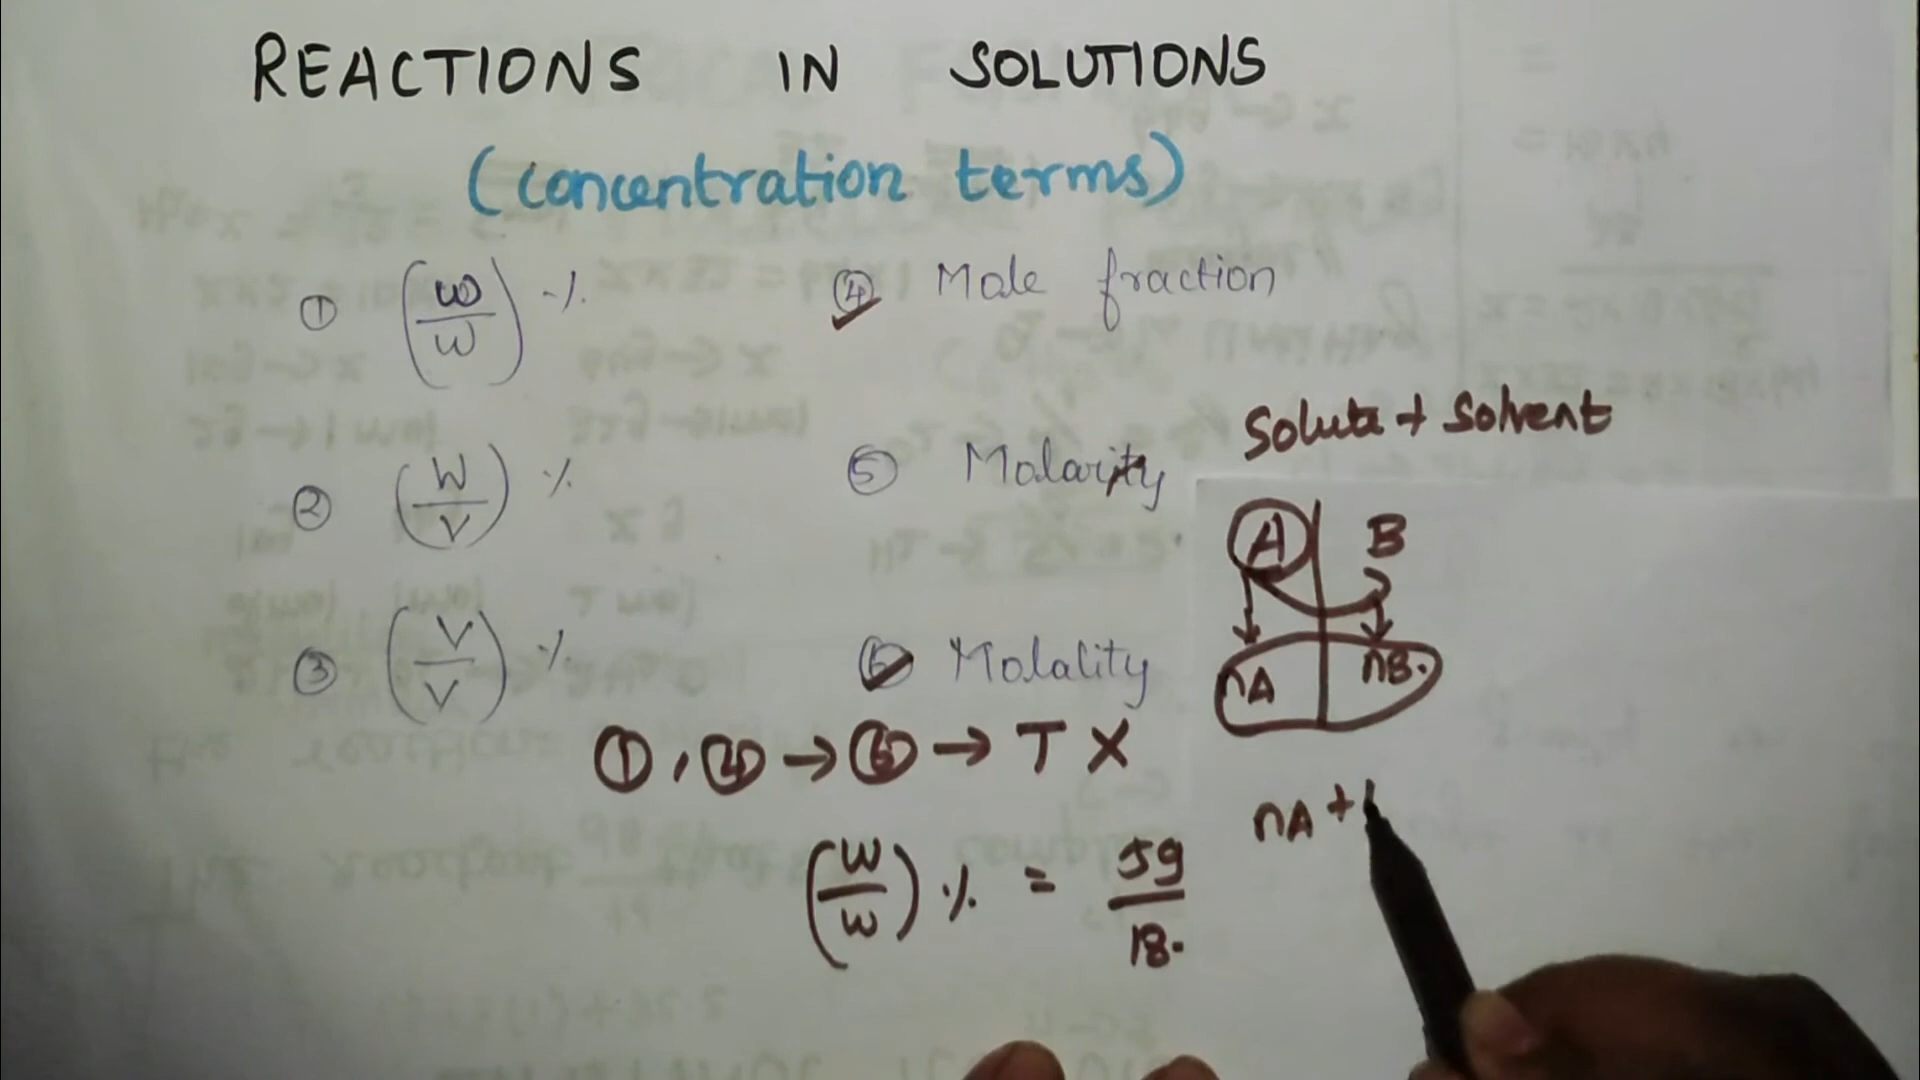 REACTIONS IN SOLUTIONS
(concentration terms)
① (w/w) %
④ Mole fraction
Solute + Solvent
② (W/V) %
⑤ Molarity
A B
③ (V/V) %
⑥ Molality
nA nB.
①, ④ → ⑥ → T X
nA +
(W/W) % = 5g/18.